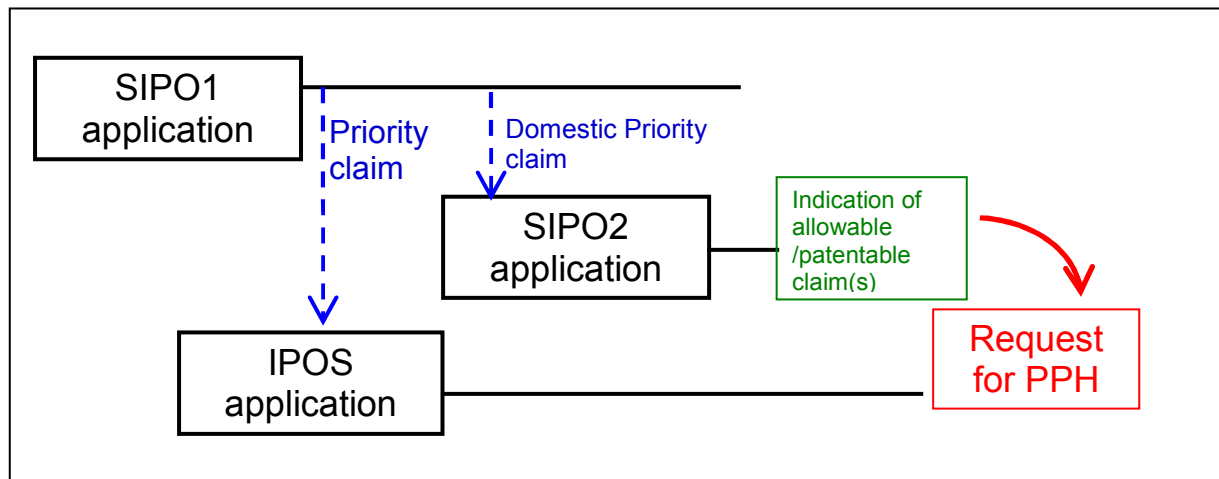 SIPO1
application
Priority
claim
Domestic Priority
claim
SIPO2
application
Indication of
allowable
/patentable
claim(s)
IPOS
application
Request
for PPH